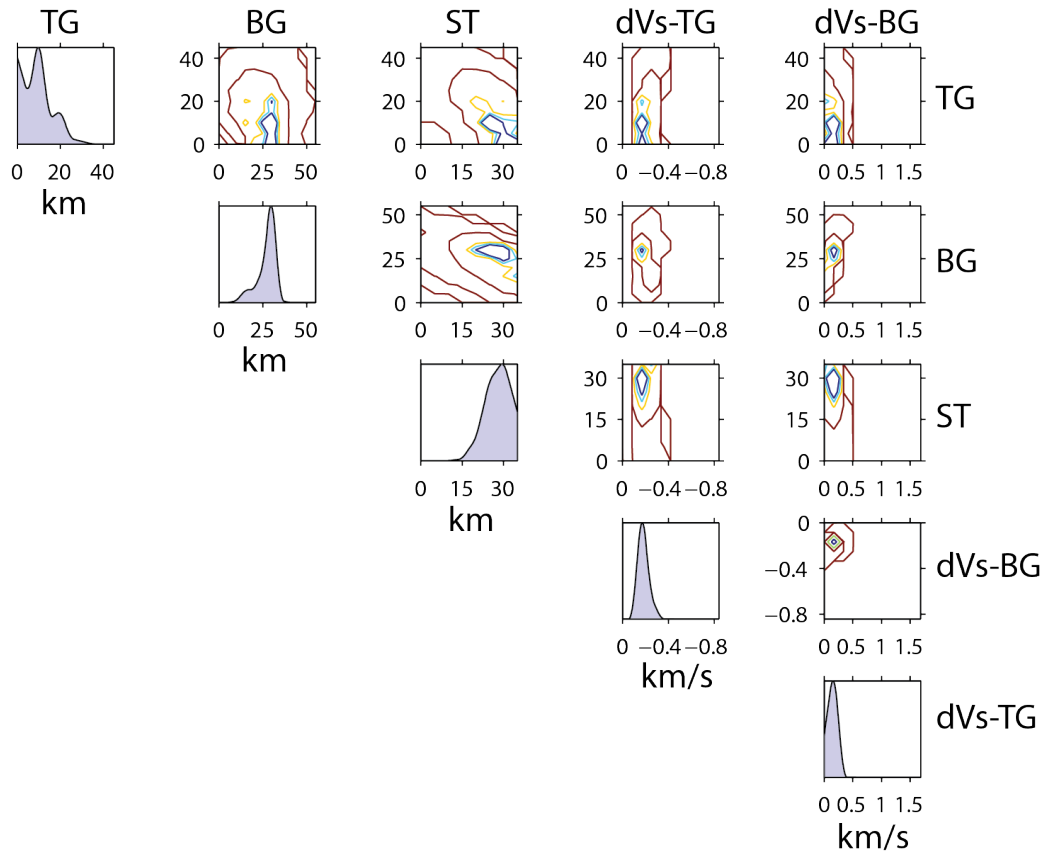 TG BG ST dVs-TG dVs-BG
40 40 40 40
20 20 20 20
0 0 0 0
TG
0 20 40 0 25 50 0 15 30 0 −0.4 −0.8 0 0.5 1 1.5
km
50 50 50
25 25 25
0 0 0
BG
0 25 50 0 15 30 0 −0.4 −0.8 0 0.5 1 1.5
km
30 30
15 15
0 0
ST
0 15 30 0 −0.4 −0.8 0 0.5 1 1.5
km
0
−0.4
−0.8
dVs-BG
0 −0.4 −0.8 0 0.5 1 1.5
km/s
dVs-TG
0 0.5 1 1.5
km/s